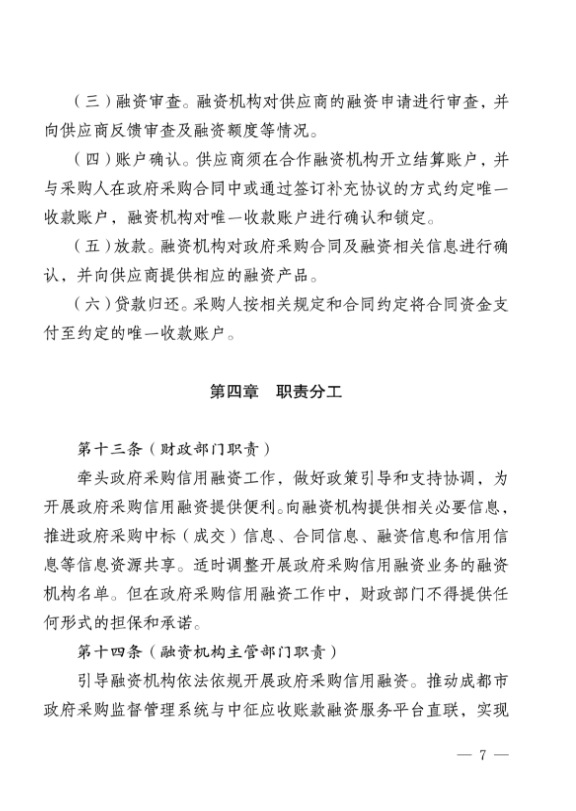 （三）融资审查。融资机构对供应商的融资申请进行审查，并
向供应商反馈审查及融资额度等情况。
（四）账户确认。供应商须在合作融资机构开立结算账户，并
与采购人在政府采购合同中或通过签订补充协议的方式约定唯一
收款账户，融资机构对唯一收款账户进行确认和锁定。
（五）放款。融资机构对政府采购合同及融资相关信息进行确
认，并向供应商提供相应的融资产品。
（六）贷款归还。采购人按相关规定和合同约定将合同资金支
付至约定的唯一收款账户。
第四章　职责分工
第十三条（财政部门职责）
牵头政府采购信用融资工作，做好政策引导和支持协调，为
开展政府采购信用融资提供便利。向融资机构提供相关必要信息，
推进政府采购中标（成交）信息、合同信息、融资信息和信用信
息等信息资源共享。适时调整开展政府采购信用融资业务的融资
机构名单。但在政府采购信用融资工作中，财政部门不得提供任
何形式的担保和承诺。
第十四条（融资机构主管部门职责）
引导融资机构依法依规开展政府采购信用融资。推动成都市
政府采购监督管理系统与中征应收账款融资服务平台直联，实现
— 7 —